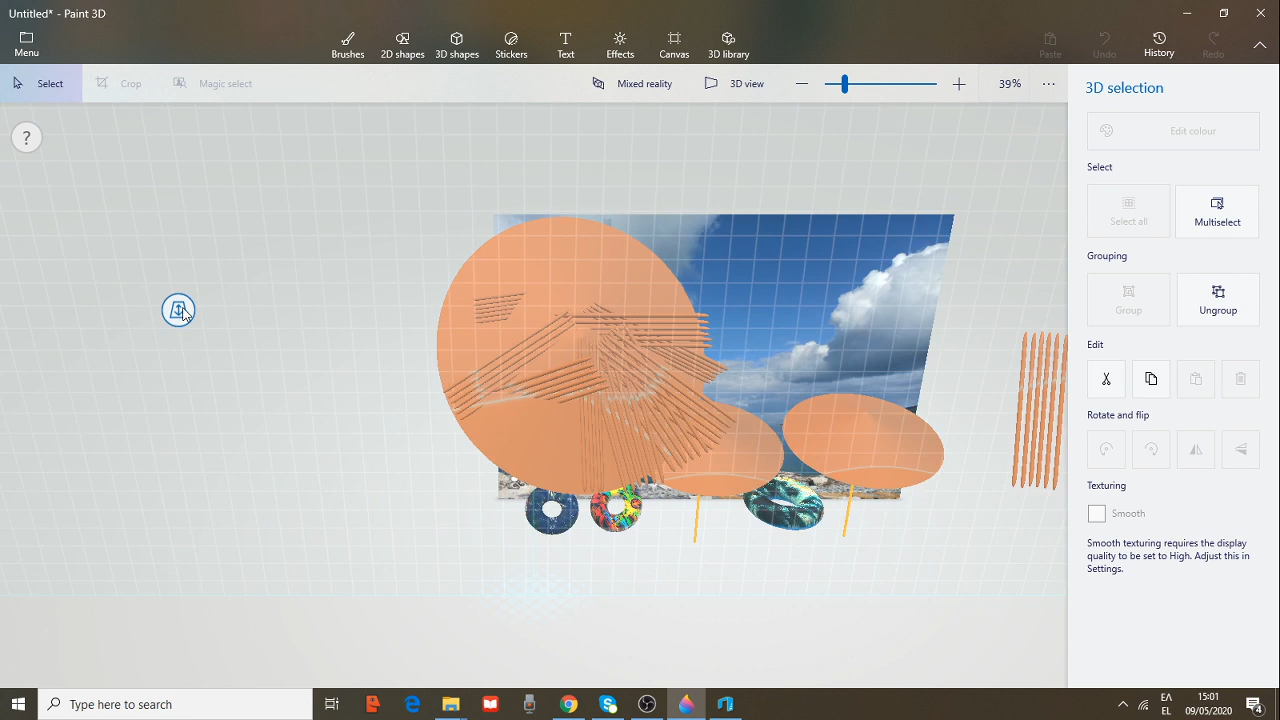 Untitled* - Paint 3D
Menu
Brushes 2D shapes 3D shapes Stickers Text Effects Canvas 3D library
Paste Undo History Redo
Select Crop Magic select Mixed reality 3D view 39%
?
3D selection
Edit colour
Select
Select all Multiselect
Grouping
Group Ungroup
Edit
Rotate and flip
Texturing
Smooth
Smooth texturing requires the display
quality to be set to High. Adjust this in
Settings.
Type here to search
ΕΛ
EL
15:01
09/05/2020
4